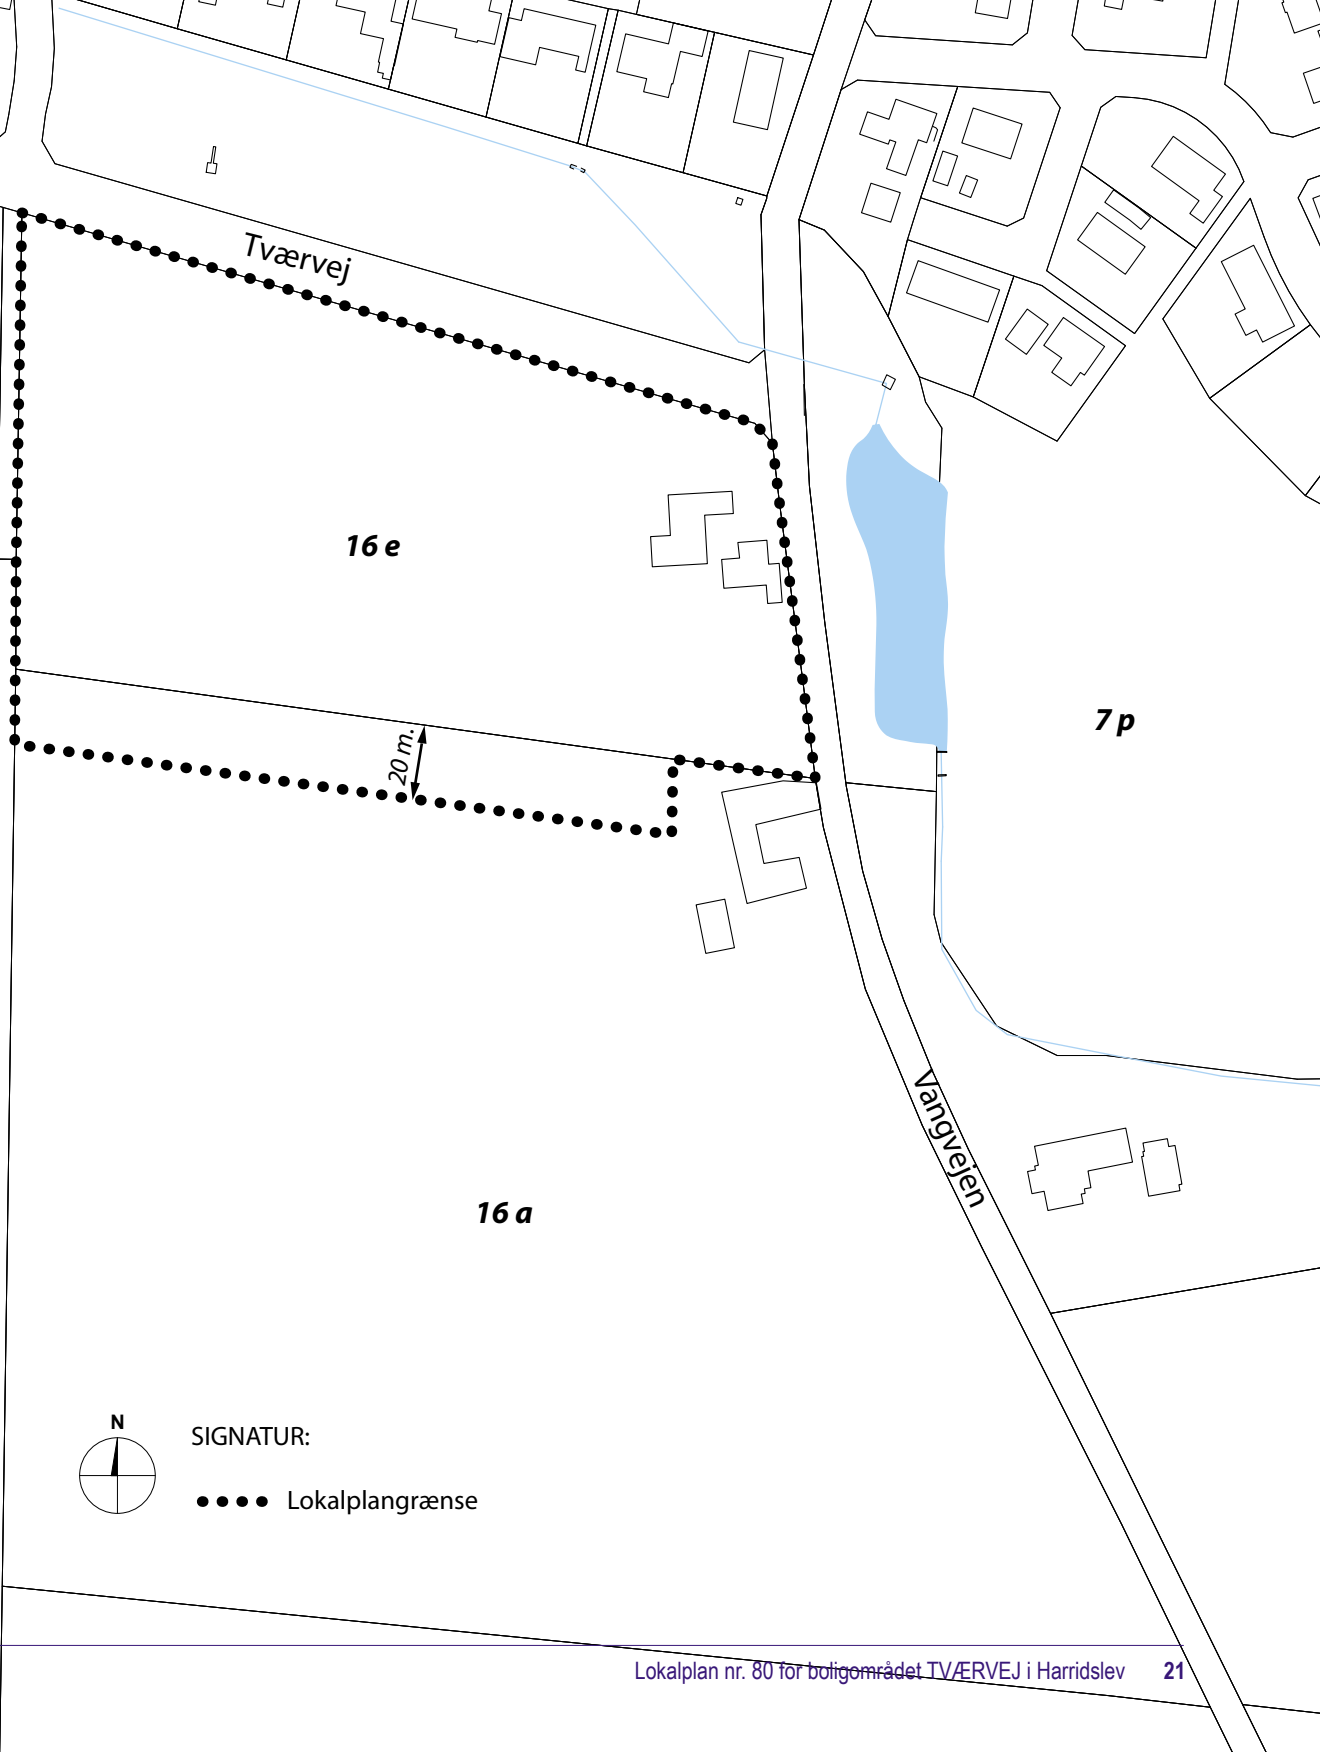 Tværvej
16 e
7 p
20 m.
Vangvejen
16 a
N
SIGNATUR:
Lokalplangrænse
Lokalplan nr. 80 for boligområdet TVÆRVEJ i Harridslev 21